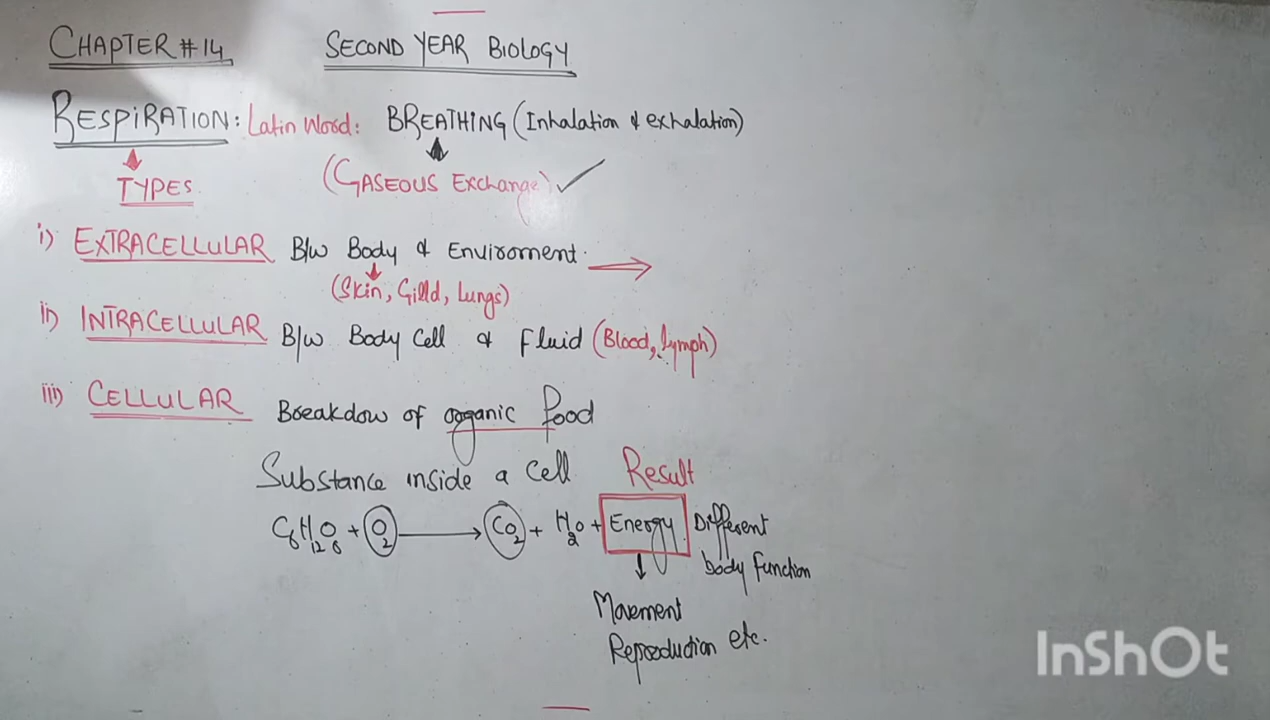 CHAPTER # 14 SECOND YEAR BIOLOGY
RESPIRATION: Latin Word: BREATHING (Inhalation & exhalation)
TYPES (GASEOUS Exchange) ✓
i) EXTRACELLULAR B/w Body & Enviroment →
(Skin, Gilld, Lungs)
ii) INTRACELLULAR B/w Body Cell & Fluid (Blood, lymph)
iii) CELLULAR Breakdow of organic food
Substance inside a cell Result
C6H12O6 + O2 → CO2 + H2O + Energy Different
body function
Movement
Reproduction etc.
InShOt